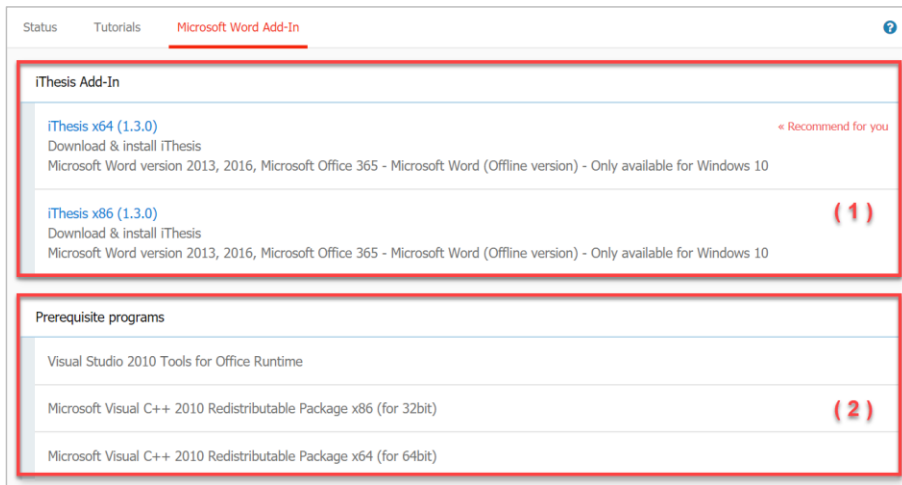 Status Tutorials Microsoft Word Add-In ?
iThesis Add-In
iThesis x64 (1.3.0) « Recommend for you
Download & install iThesis
Microsoft Word version 2013, 2016, Microsoft Office 365 - Microsoft Word (Offline version) - Only available for Windows 10
iThesis x86 (1.3.0)
( 1 )
Download & install iThesis
Microsoft Word version 2013, 2016, Microsoft Office 365 - Microsoft Word (Offline version) - Only available for Windows 10
Prerequisite programs
Visual Studio 2010 Tools for Office Runtime
Microsoft Visual C++ 2010 Redistributable Package x86 (for 32bit)
( 2 )
Microsoft Visual C++ 2010 Redistributable Package x64 (for 64bit)